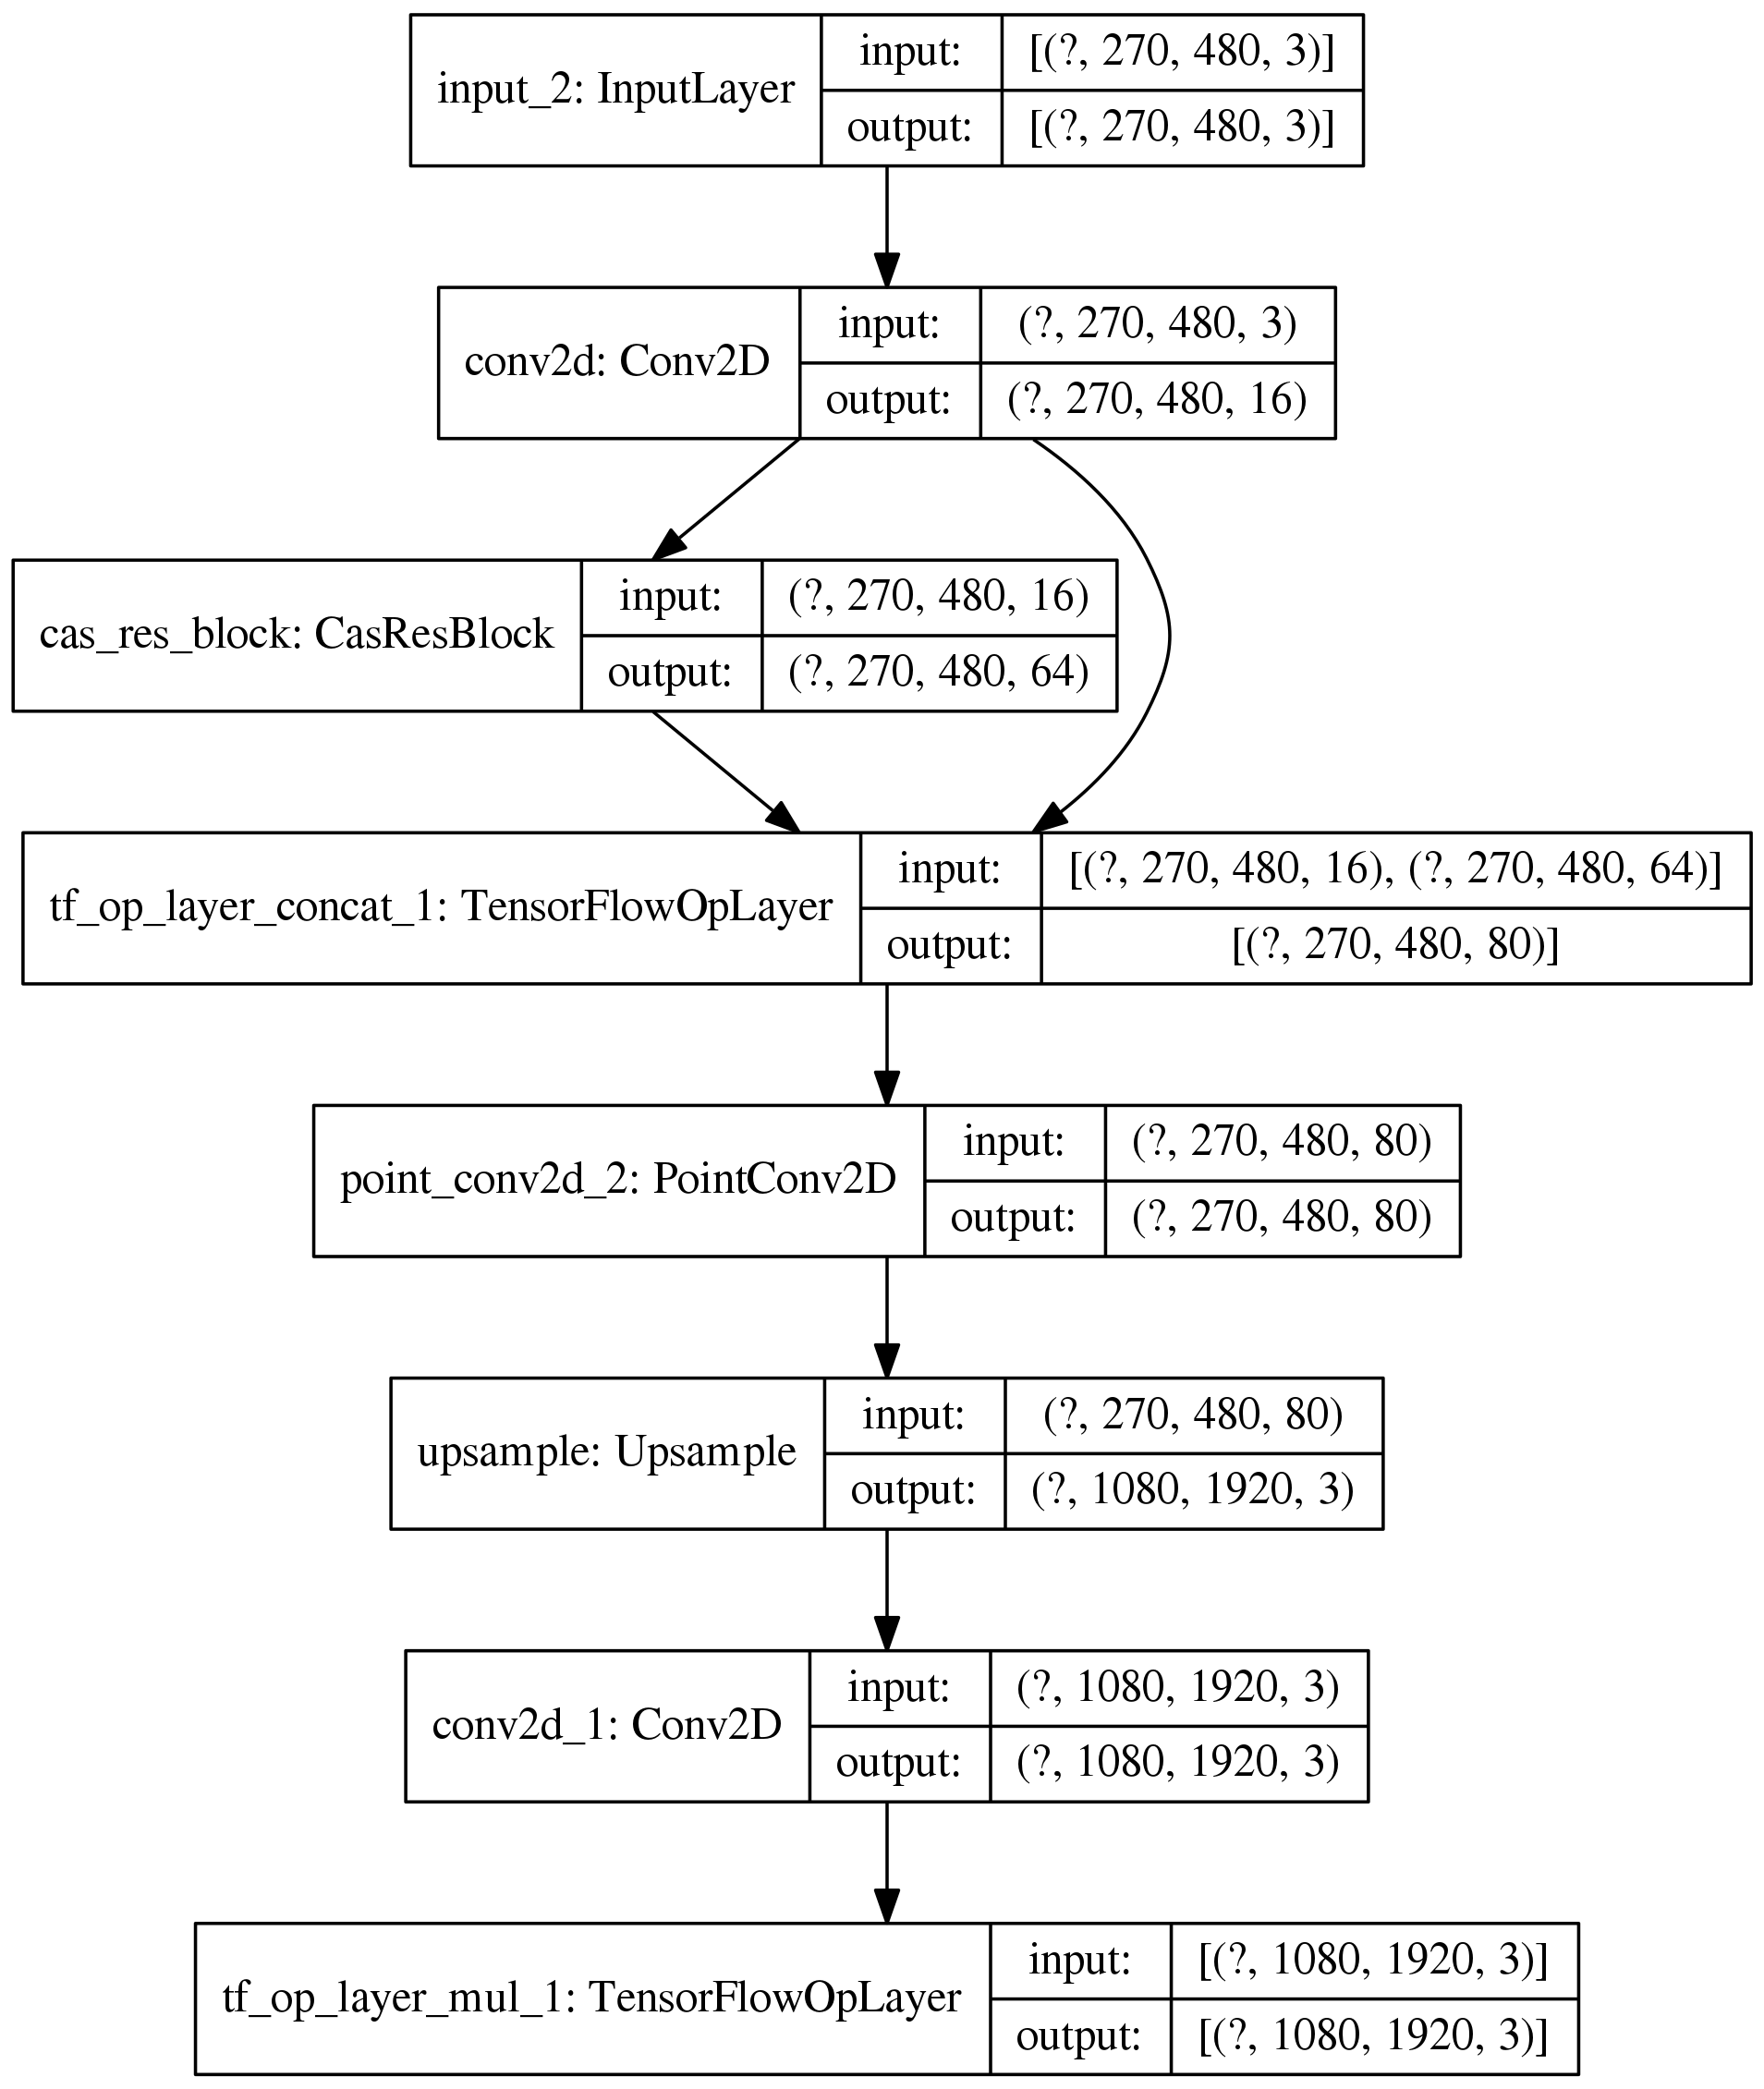 input_2: InputLayer
input:
[(?, 270, 480, 3)]
output:
[(?, 270, 480, 3)]
conv2d: Conv2D
input:
(?, 270, 480, 3)
output:
(?, 270, 480, 16)
cas_res_block: CasResBlock
input:
(?, 270, 480, 16)
output:
(?, 270, 480, 64)
tf_op_layer_concat_1: TensorFlowOpLayer
input:
[(?, 270, 480, 16), (?, 270, 480, 64)]
output:
[(?, 270, 480, 80)]
point_conv2d_2: PointConv2D
input:
(?, 270, 480, 80)
output:
(?, 270, 480, 80)
upsample: Upsample
input:
(?, 270, 480, 80)
output:
(?, 1080, 1920, 3)
conv2d_1: Conv2D
input:
(?, 1080, 1920, 3)
output:
(?, 1080, 1920, 3)
tf_op_layer_mul_1: TensorFlowOpLayer
input:
[(?, 1080, 1920, 3)]
output:
[(?, 1080, 1920, 3)]